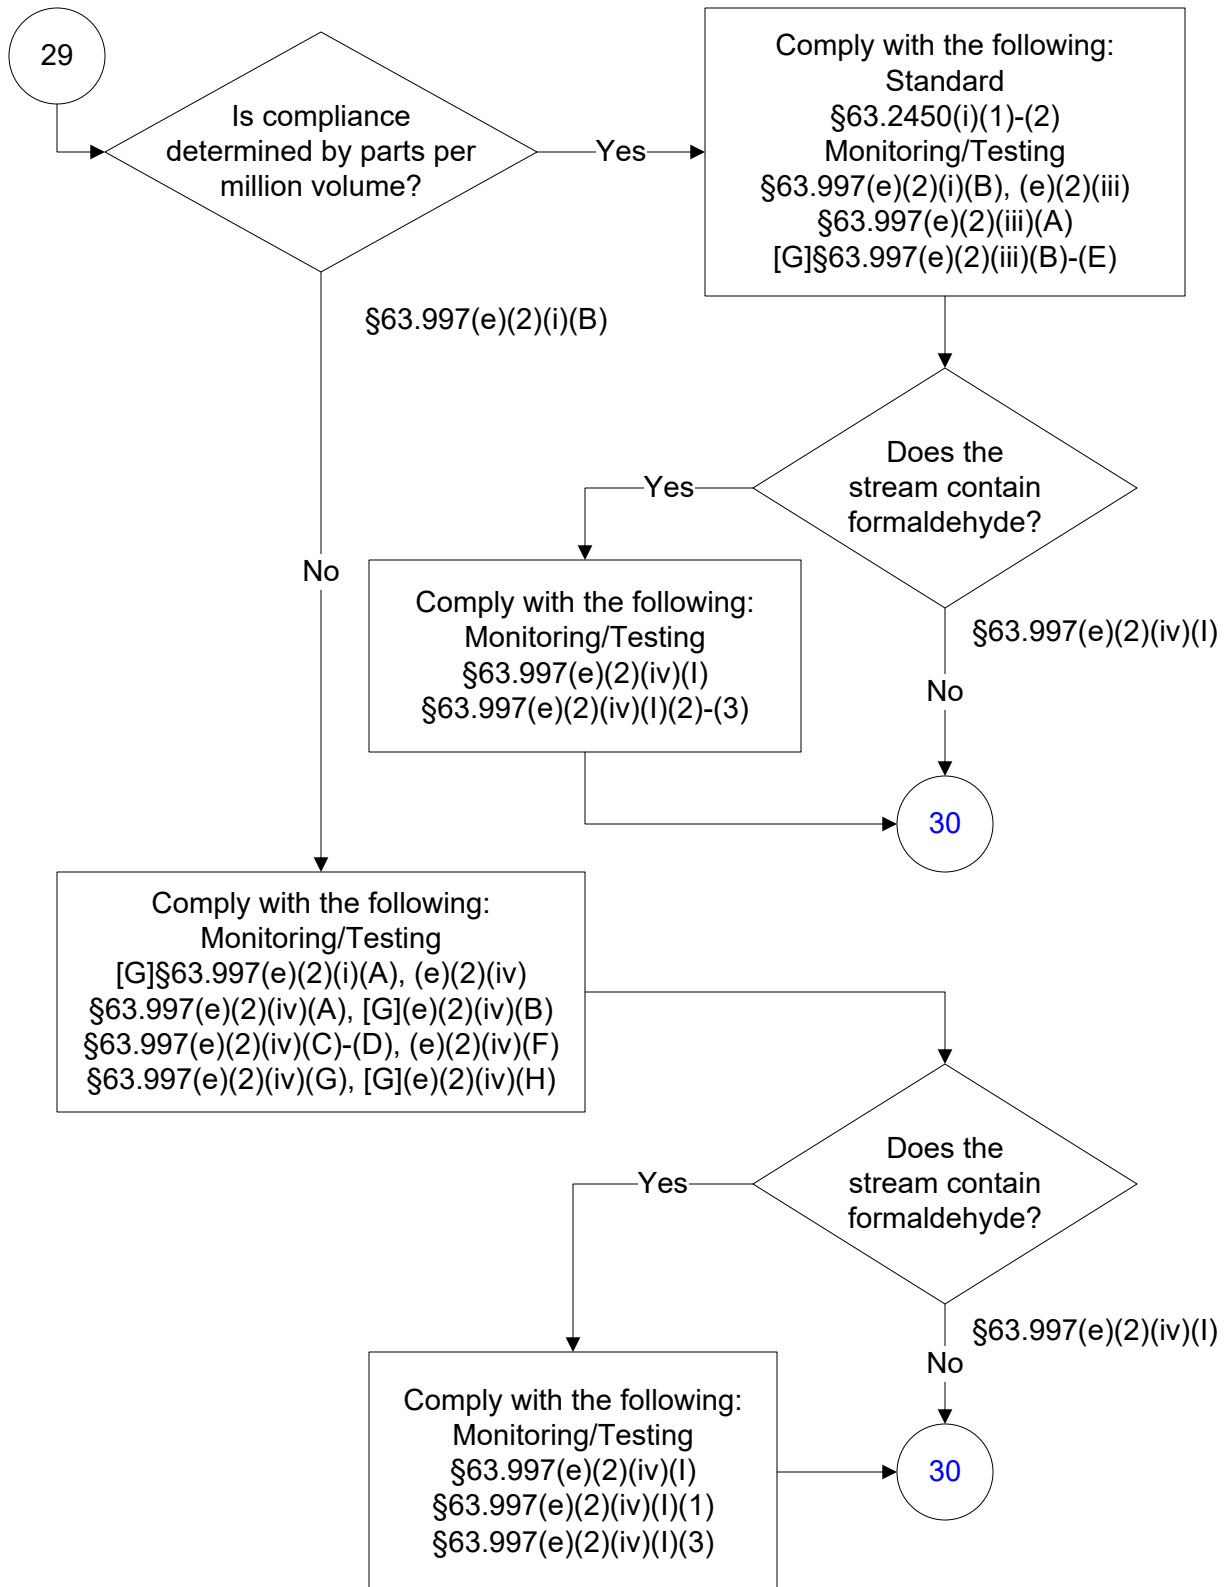 29
Is compliance
determined by parts per
million volume?
Yes
Comply with the following:
Standard
§63.2450(i)(1)-(2)
Monitoring/Testing
§63.997(e)(2)(i)(B), (e)(2)(iii)
§63.997(e)(2)(iii)(A)
[G]§63.997(e)(2)(iii)(B)-(E)
§63.997(e)(2)(i)(B)
No
Does the
stream contain
formaldehyde?
Yes
Comply with the following:
Monitoring/Testing
§63.997(e)(2)(iv)(I)
§63.997(e)(2)(iv)(I)(2)-(3)
§63.997(e)(2)(iv)(I)
No
30
Comply with the following:
Monitoring/Testing
[G]§63.997(e)(2)(i)(A), (e)(2)(iv)
§63.997(e)(2)(iv)(A), [G](e)(2)(iv)(B)
§63.997(e)(2)(iv)(C)-(D), (e)(2)(iv)(F)
§63.997(e)(2)(iv)(G), [G](e)(2)(iv)(H)
Does the
stream contain
formaldehyde?
Yes
§63.997(e)(2)(iv)(I)
No
Comply with the following:
Monitoring/Testing
§63.997(e)(2)(iv)(I)
§63.997(e)(2)(iv)(I)(1)
§63.997(e)(2)(iv)(I)(3)
30